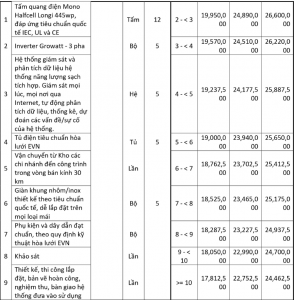 1 Tấm quang điện Mono Halfcell Longi 445wp, đáp ứng tiêu chuẩn quốc tế IEC, UL và CE Tấm 12 2 - < 3 19,950,000 24,890,000 26,600,000
2 Inverter Growatt - 3 pha Bộ 5 3 - < 4 19,570,000 24,510,000 26,220,000
3 Hệ thống giám sát và phân tích dữ liệu hệ thống năng lượng sạch tích hợp. Giám sát mọi lúc, mọi nơi qua Internet, tự động phân tích dữ liệu, thống kê, dự đoán các vấn đề/sự cố của hệ thống. Hệ 5 4 - < 5 19,237,500 24,177,500 25,887,500
4 Tủ điện tiêu chuẩn hòa lưới EVN Tủ 5 5 - < 6 19,000,000 23,940,000 25,650,000
5 Vận chuyển từ Kho các chi nhánh đến công trình trong vòng bán kính 30 km Lần 6 - < 7 18,762,500 23,702,500 25,412,500
6 Giàn khung nhôm/inox thiết kế theo tiêu chuẩn quốc tế, dễ lắp đặt trên mọi loại mái Bộ 5 7 - < 8 18,525,000 23,465,000 25,175,000
7 Phụ kiện và dây dẫn đạt chuẩn, theo quy định kỹ thuật hòa lưới EVN Bộ 8 - < 9 18,287,500 23,227,500 24,937,500
8 Khảo sát Lần 9 - < 10 18,050,000 22,990,000 24,700,000
9 Thiết kế, thi công lắp đặt, bản vẽ hoàn công, nghiệm thu, bàn giao hệ thống đưa vào sử dụng Lần >= 10 17,812,500 22,752,500 24,462,500